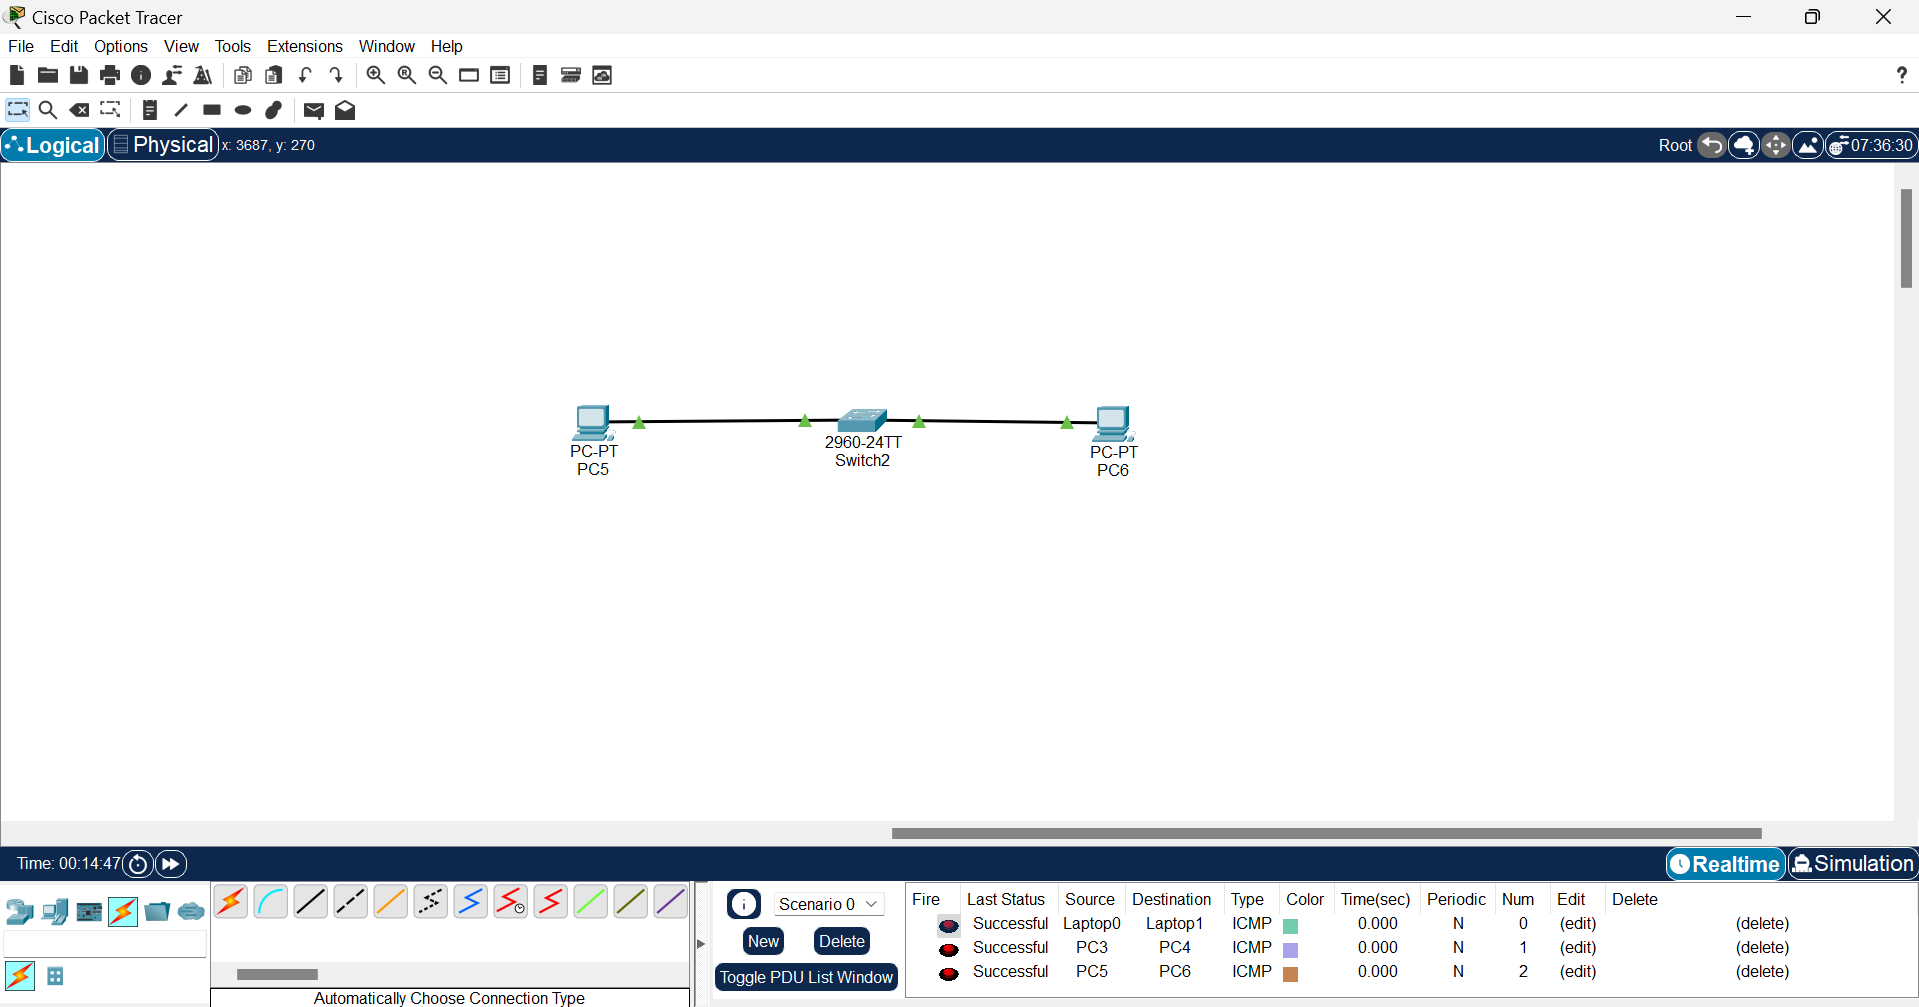 Cisco Packet Tracer
File Edit Options View Tools Extensions Window Help
?
Logical Physical x: 3687, y: 270 Root 07:36:30
PC-PT
PC5
2960-24TT
Switch2
PC-PT
PC6
Time: 00:14:47 Realtime Simulation
Automatically Choose Connection Type
Scenario 0
New Delete
Toggle PDU List Window
Fire Last Status Source Destination Type Color Time(sec) Periodic Num Edit Delete
Successful Laptop0 Laptop1 ICMP 0.000 N 0 (edit) (delete)
Successful PC3 PC4 ICMP 0.000 N 1 (edit) (delete)
Successful PC5 PC6 ICMP 0.000 N 2 (edit) (delete)